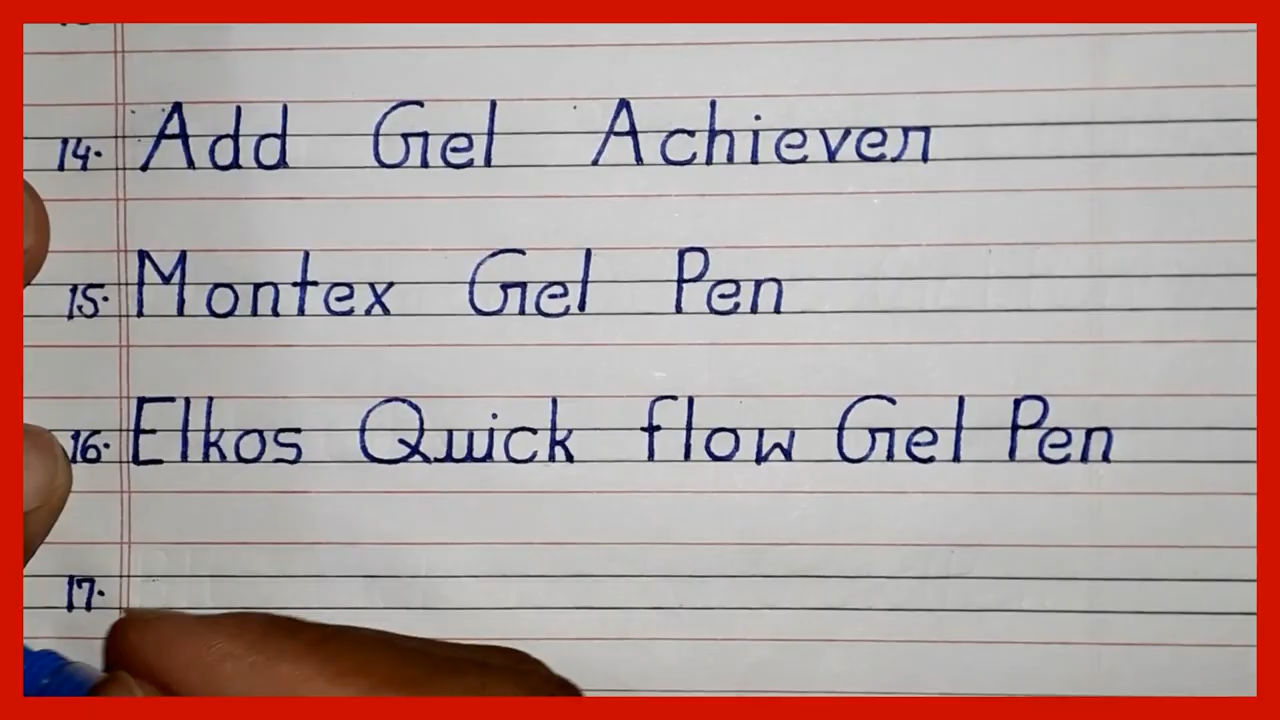 14. Add Gel Achiever
15. Montex Gel Pen
16. Elkos Quick flow Gel Pen
17.